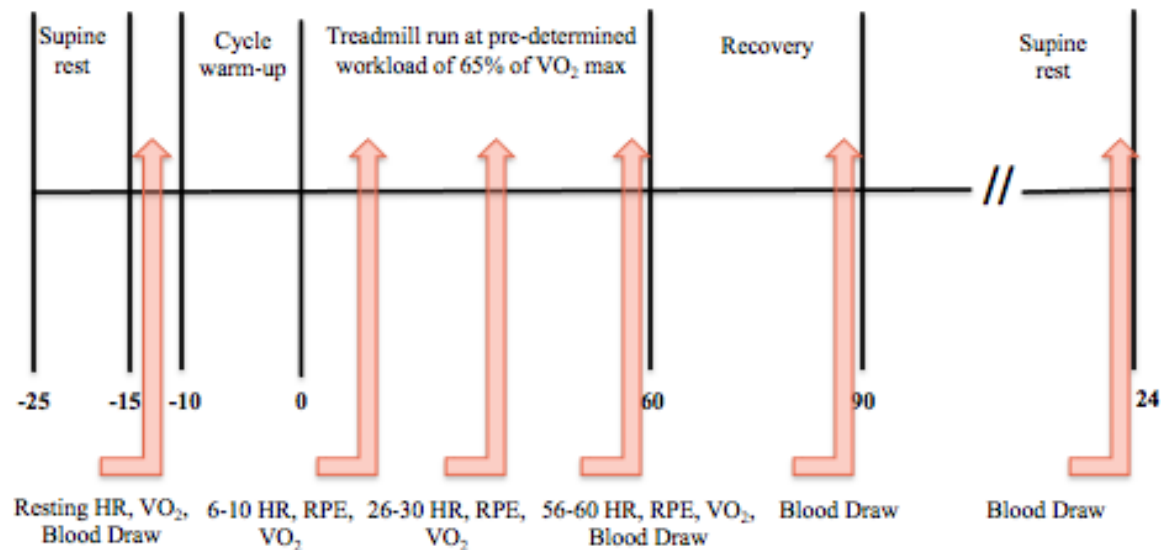 Supine
rest
Cycle
warm-up
Treadmill run at pre-determined
workload of 65% of VO₂ max
Recovery
Supine
rest
//
-25
-15
-10
0
60
90
24
Resting HR, VO₂,
Blood Draw
6-10 HR, RPE,
VO₂
26-30 HR, RPE,
VO₂
56-60 HR, RPE, VO₂,
Blood Draw
Blood Draw
Blood Draw